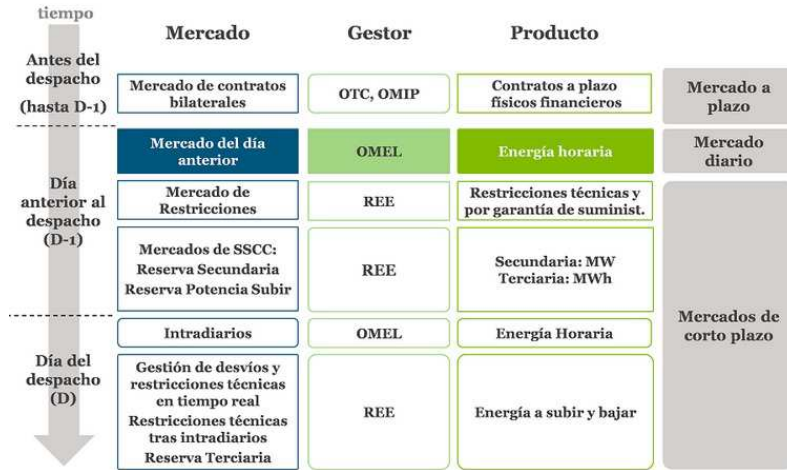 tiempo
Mercado
Gestor
Producto
Antes del
despacho
(hasta D-1)
Mercado de contratos
bilaterales
OTC, OMIP
Contratos a plazo
físicos financieros
Mercado a
plazo
Día
anterior al
despacho
(D-1)
Mercado del día
anterior
OMEL
Energía horaria
Mercado
diario
Mercado de
Restricciones
REE
Restricciones técnicas y
por garantía de suminist.
Mercados de SSCC:
Reserva Secundaria
Reserva Potencia Subir
REE
Secundaria: MW
Terciaria: MWh
Mercados de
corto plazo
Día del
despacho
(D)
Intradiarios
OMEL
Energía Horaria
Gestión de desvíos y
restricciones técnicas
en tiempo real
Restricciones técnicas
tras intradiarios
Reserva Terciaria
REE
Energía a subir y bajar